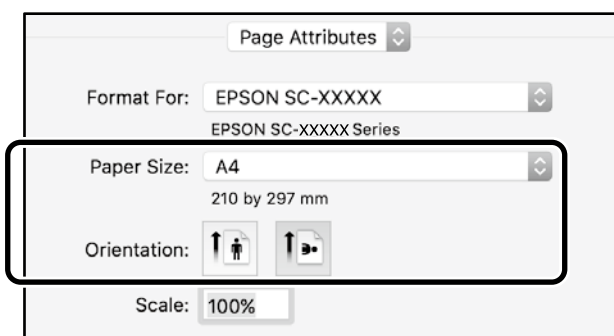 Page Attributes
Format For: EPSON SC-XXXXX
EPSON SC-XXXXX Series
Paper Size: A4
210 by 297 mm
Orientation:
Scale: 100%